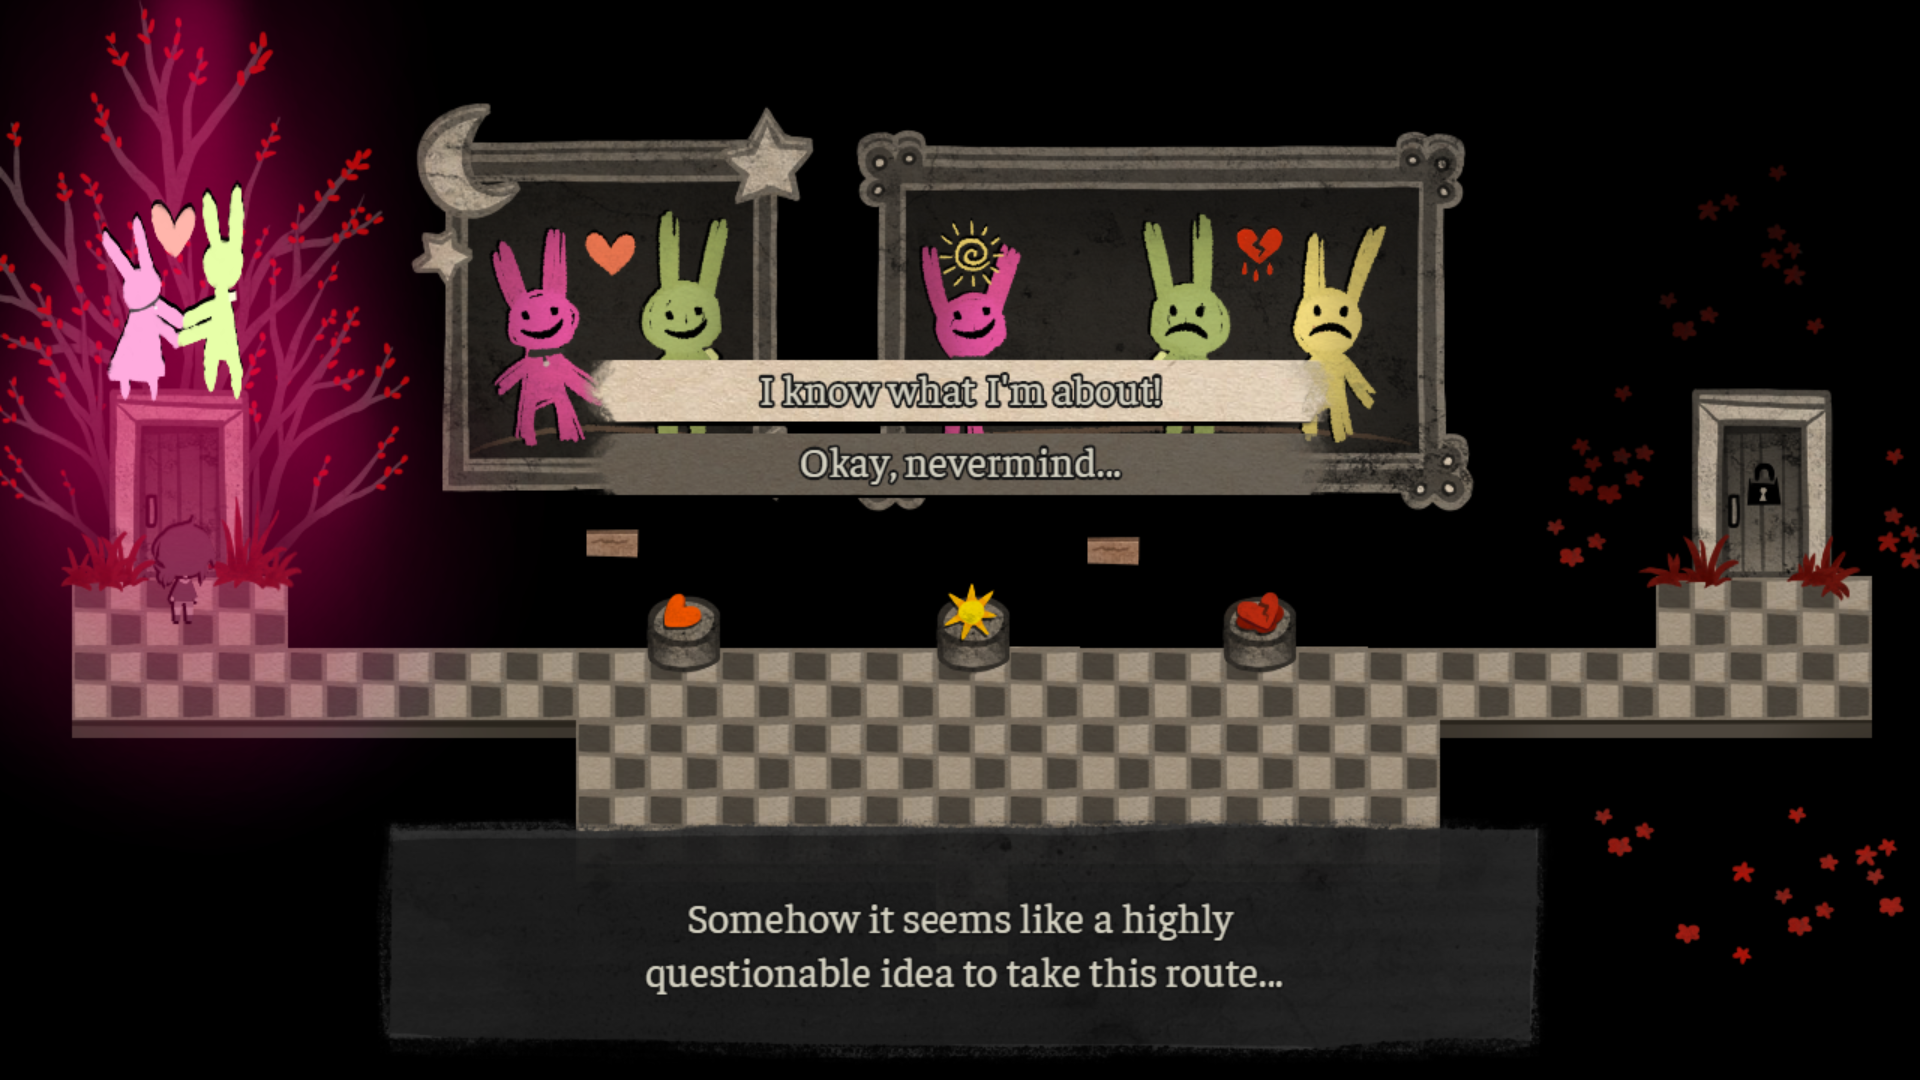 I know what I'm about!
Okay, nevermind...
Somehow it seems like a highly
questionable idea to take this route...